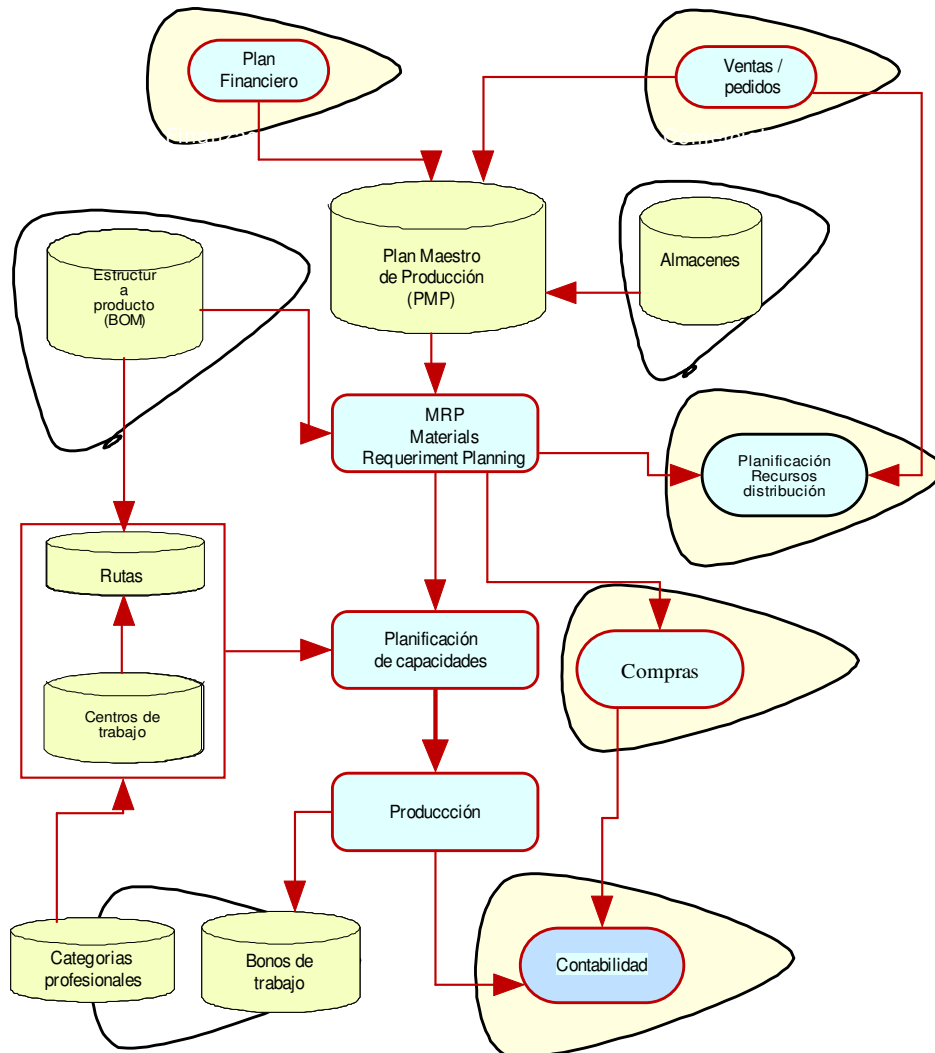 Plan
Financiero
Ventas /
pedidos
Plan Maestro
de Producción
(PMP)
Almacenes
Estructur
a
producto
(BOM)
MRP
Materials
Requeriment Planning
Planificación
Recursos
distribución
Rutas
Planificación
de capacidades
Compras
Centros de
trabajo
Produccción
Categorias
profesionales
Bonos de
trabajo
Contabilidad